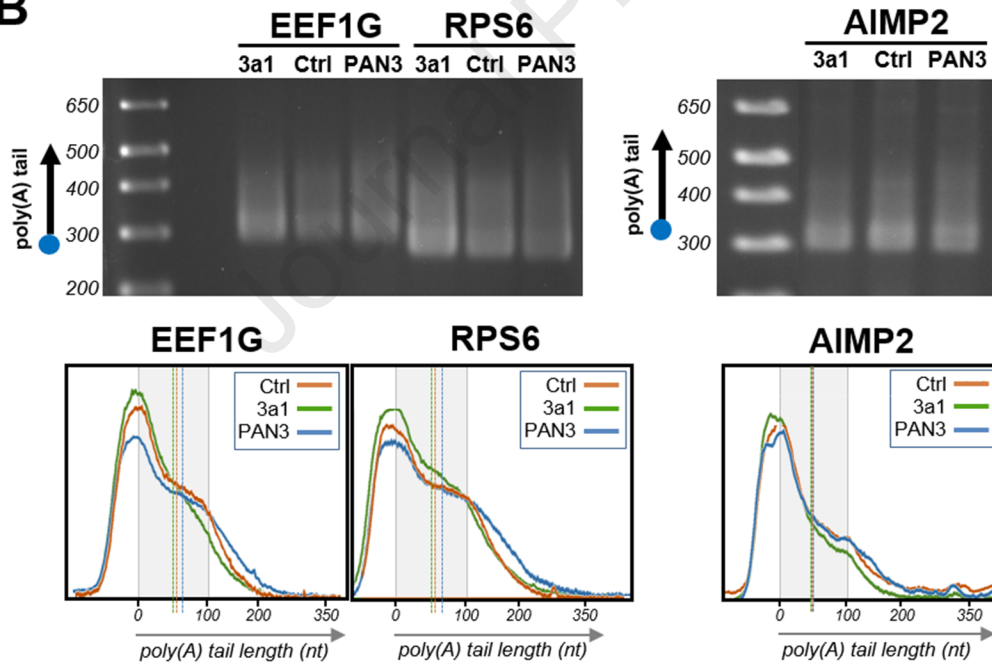 B
EEF1G RPS6 AIMP2
3a1 Ctrl PAN3 3a1 Ctrl PAN3 3a1 Ctrl PAN3
650
500
400
300
200
poly(A) tail
650
500
400
300
poly(A) tail
Journal P
EEF1G
Ctrl
3a1
PAN3
0 100 200 350
poly(A) tail length (nt)
RPS6
Ctrl
3a1
PAN3
0 100 200 350
poly(A) tail length (nt)
AIMP2
Ctrl
3a1
PAN3
0 100 200 350
poly(A) tail length (nt)